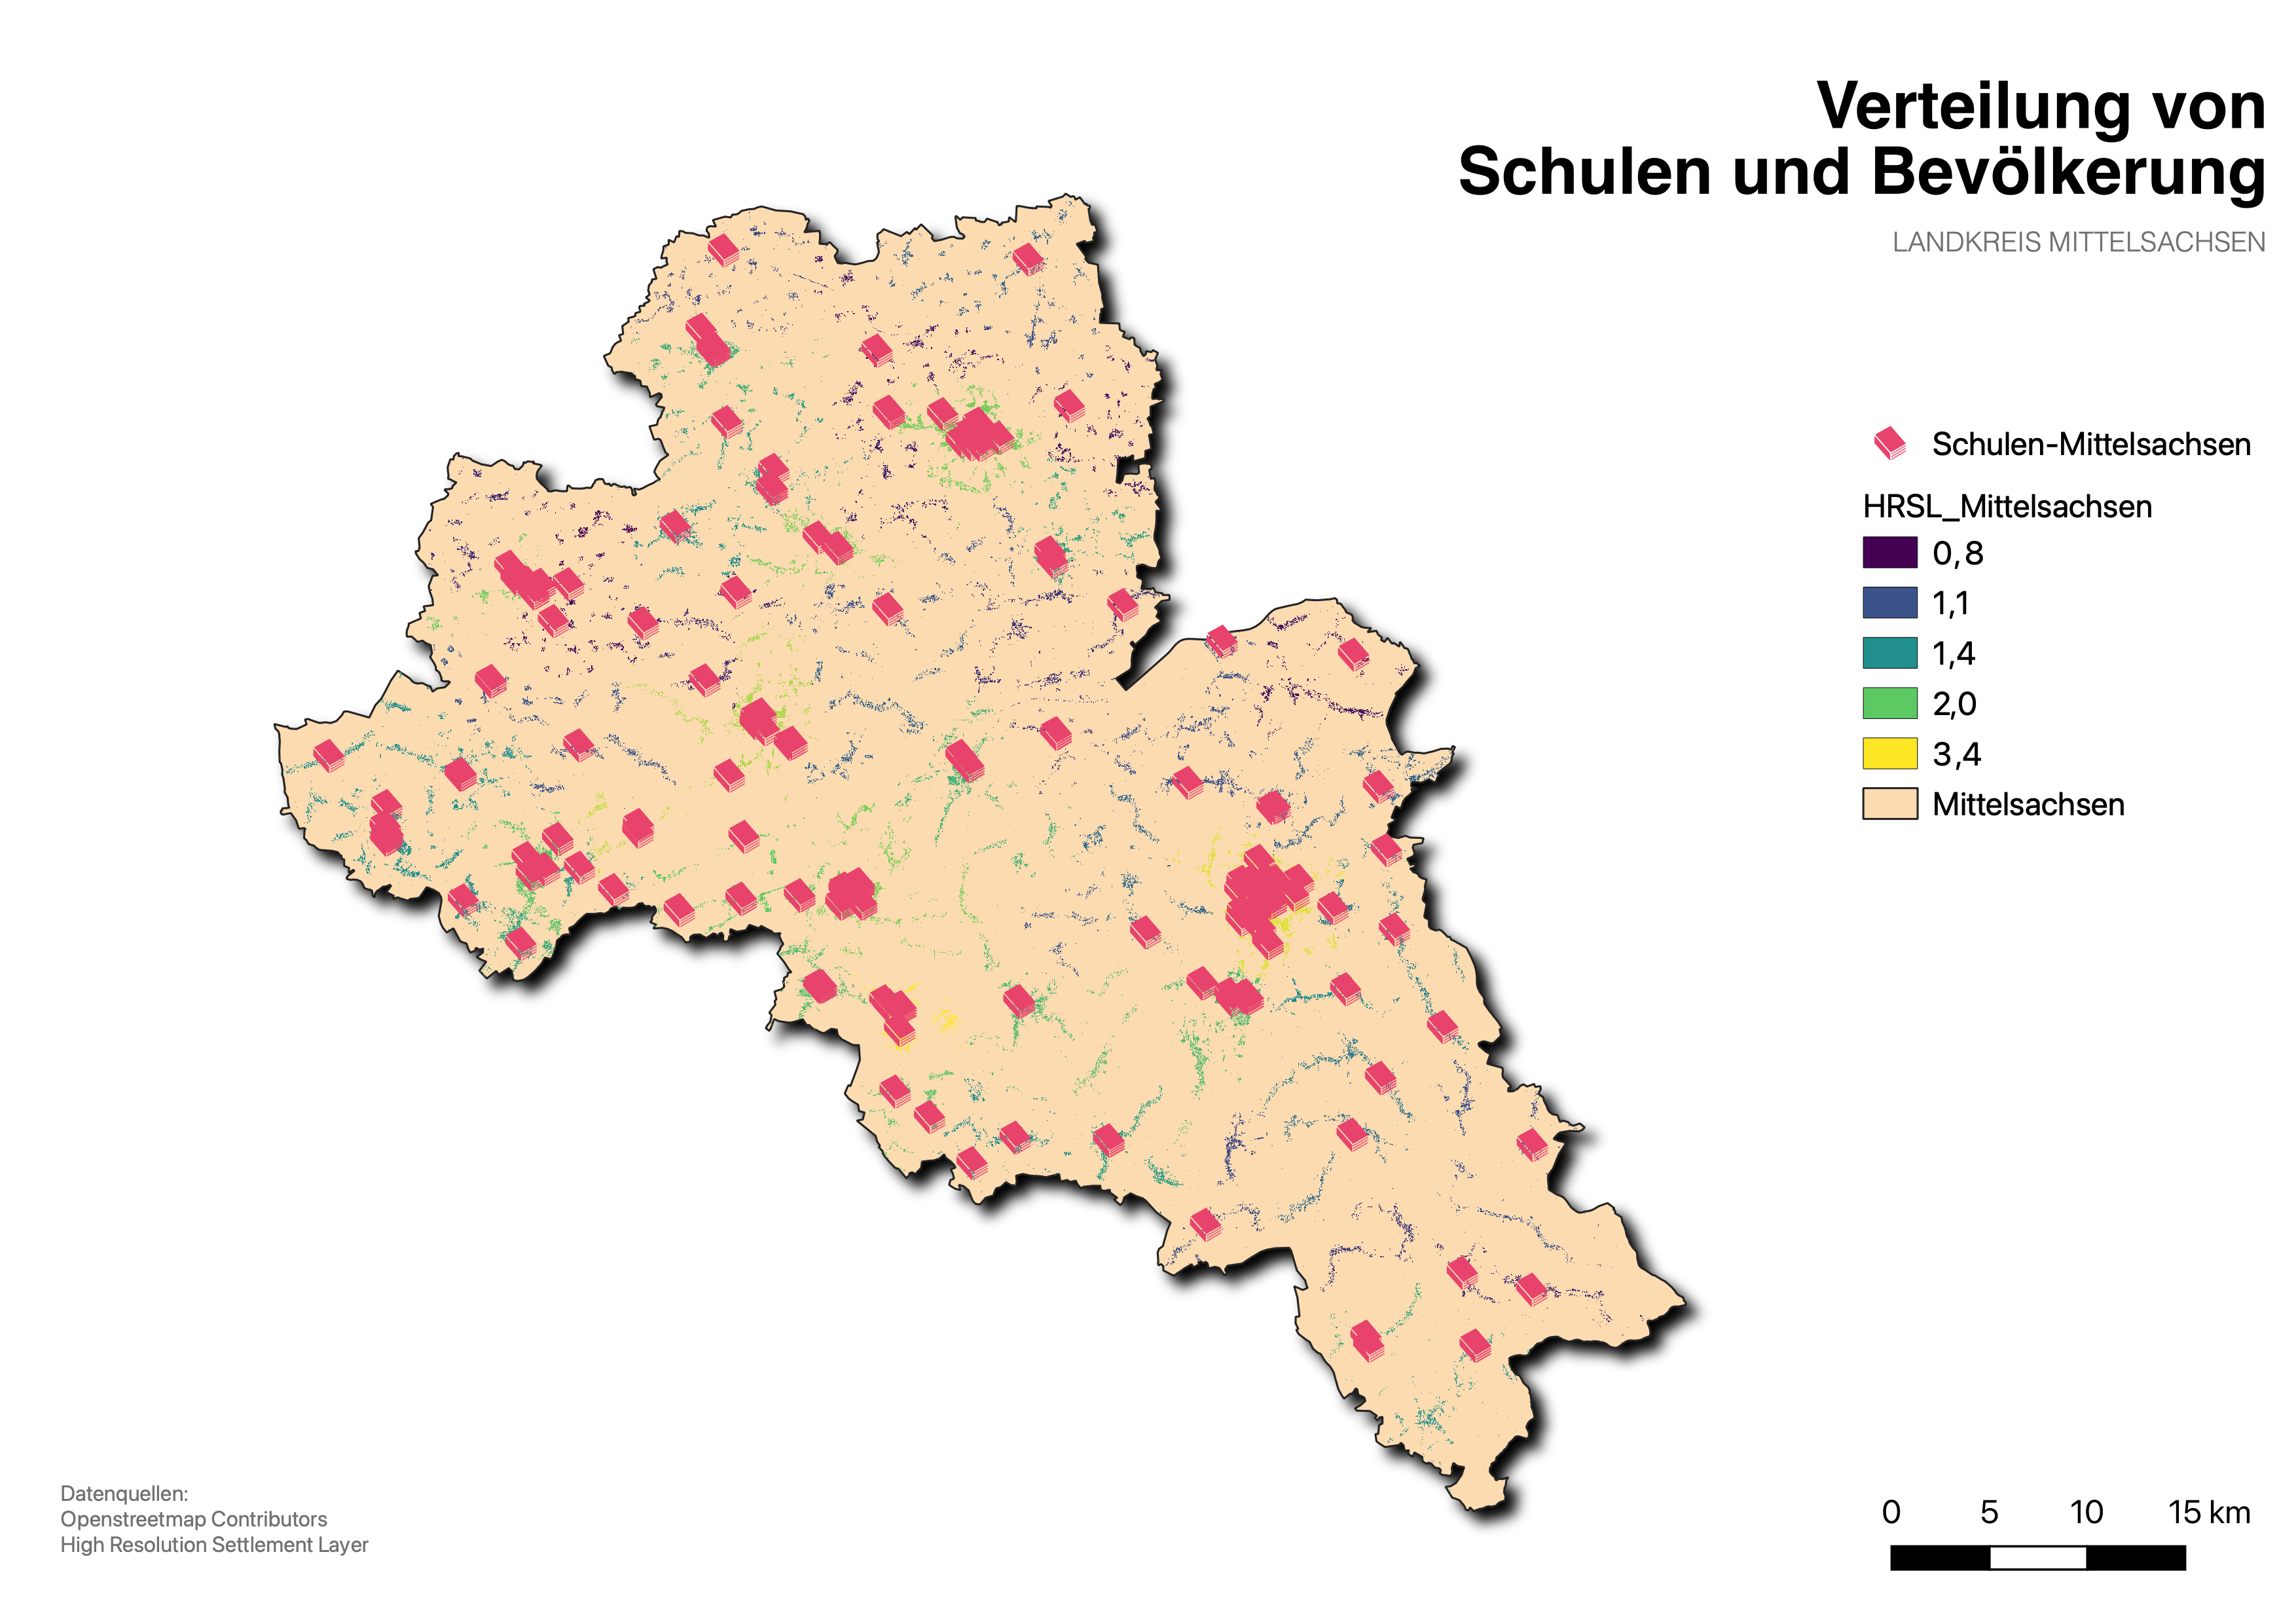 Verteilung von
Schulen und Bevölkerung
LANDKREIS MITTELSACHSEN
Schulen-Mittelsachsen
HRSL_Mittelsachsen
0,8
1,1
1,4
2,0
3,4
Mittelsachsen
Datenquellen:
Openstreetmap Contributors
High Resolution Settlement Layer
0 5 10 15 km